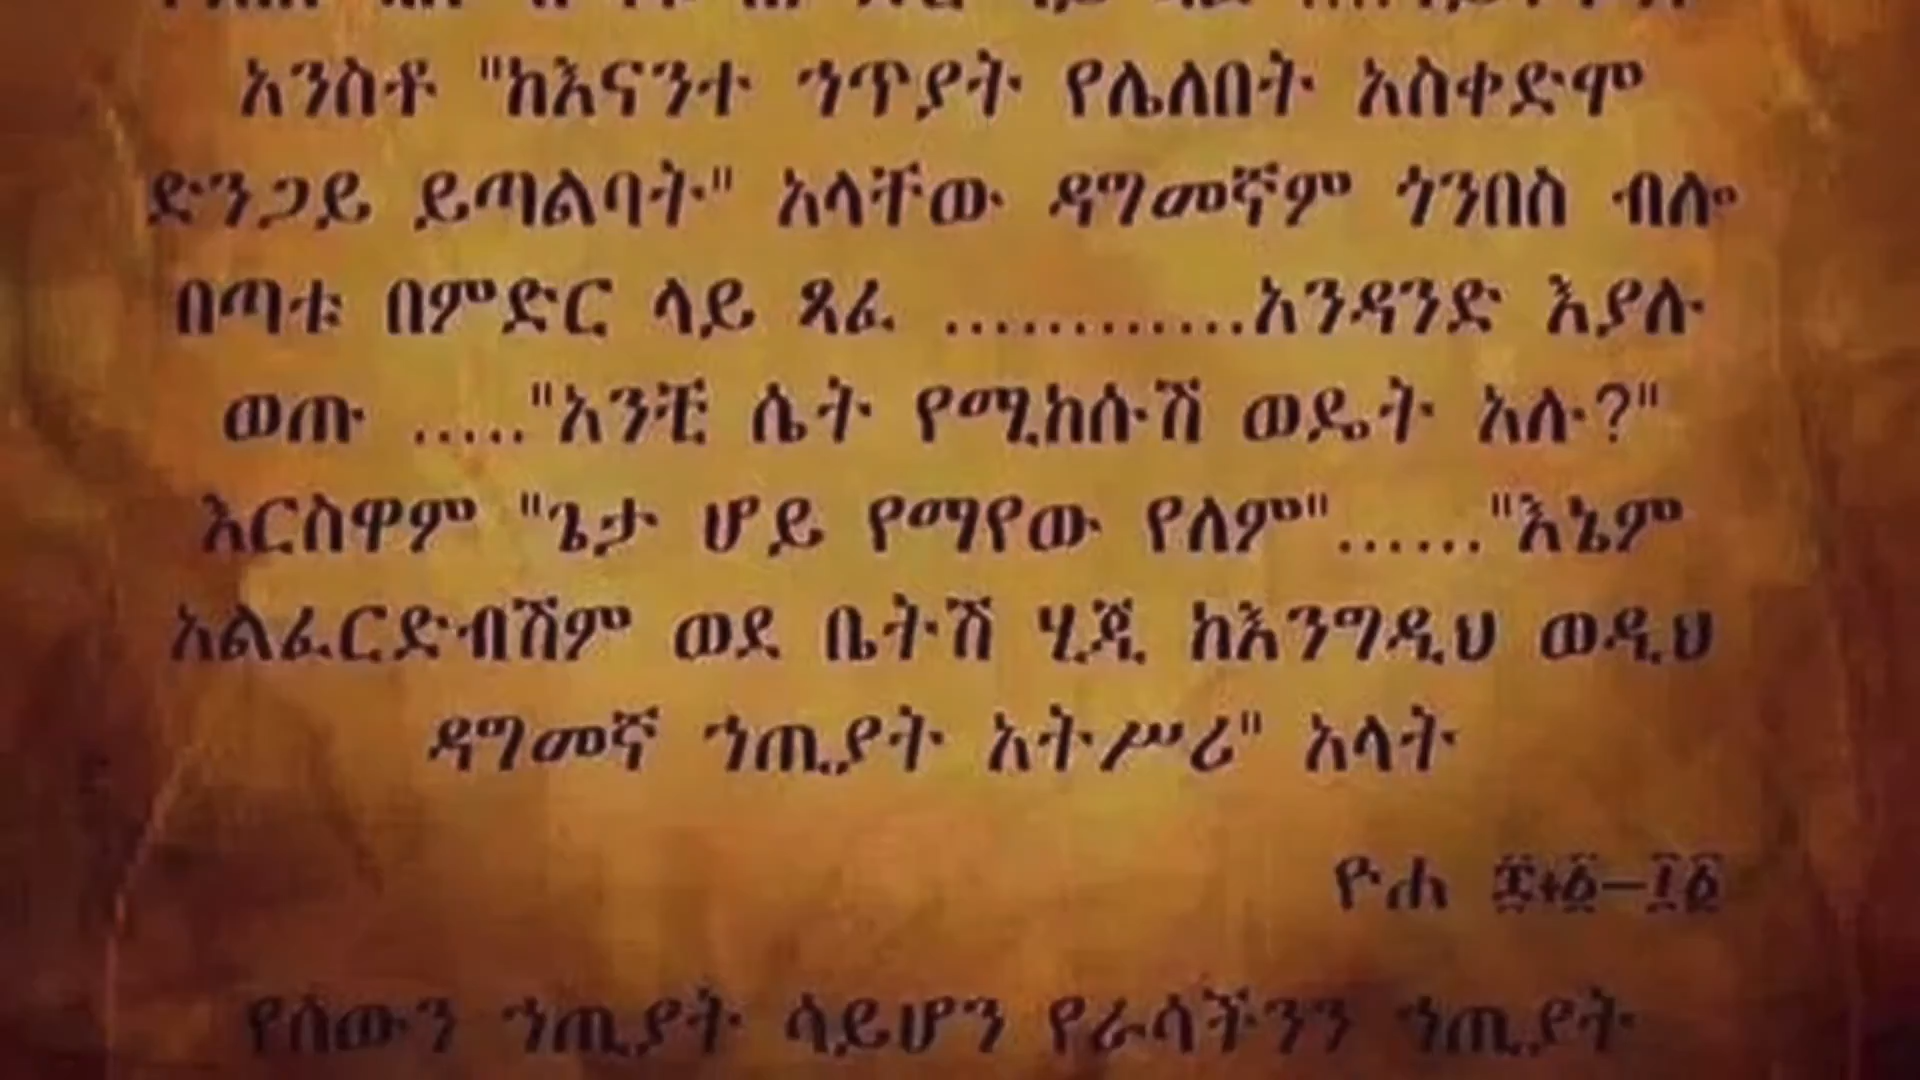 አንስቶ "ከእናንተ ኀጥያት የሌለበት አስቀድሞ
ድንጋይ ይጣልባት" አላቸው ዳግመኛም ጎንበስ ብሎ
በጣቱ በምድር ላይ ጻፈ ............አንዳንድ እያሉ
ወጡ ....."አንቺ ሴት የሚከሱሽ ወዴት አሉ?"
እርስዋም "ጌታ ሆይ የማየው የለም"......"እኔም
አልፈርድብሽም ወደ ቤትሽ ሂጂ ከእንግዲህ ወዲህ
ዳግመኛ ኀጢያት አትሥሪ" አላት
ዮሐ ፰፥፩—፲፩
የሰውን ኀጢያት ሳይሆን የራሳችንን ኀጢያት